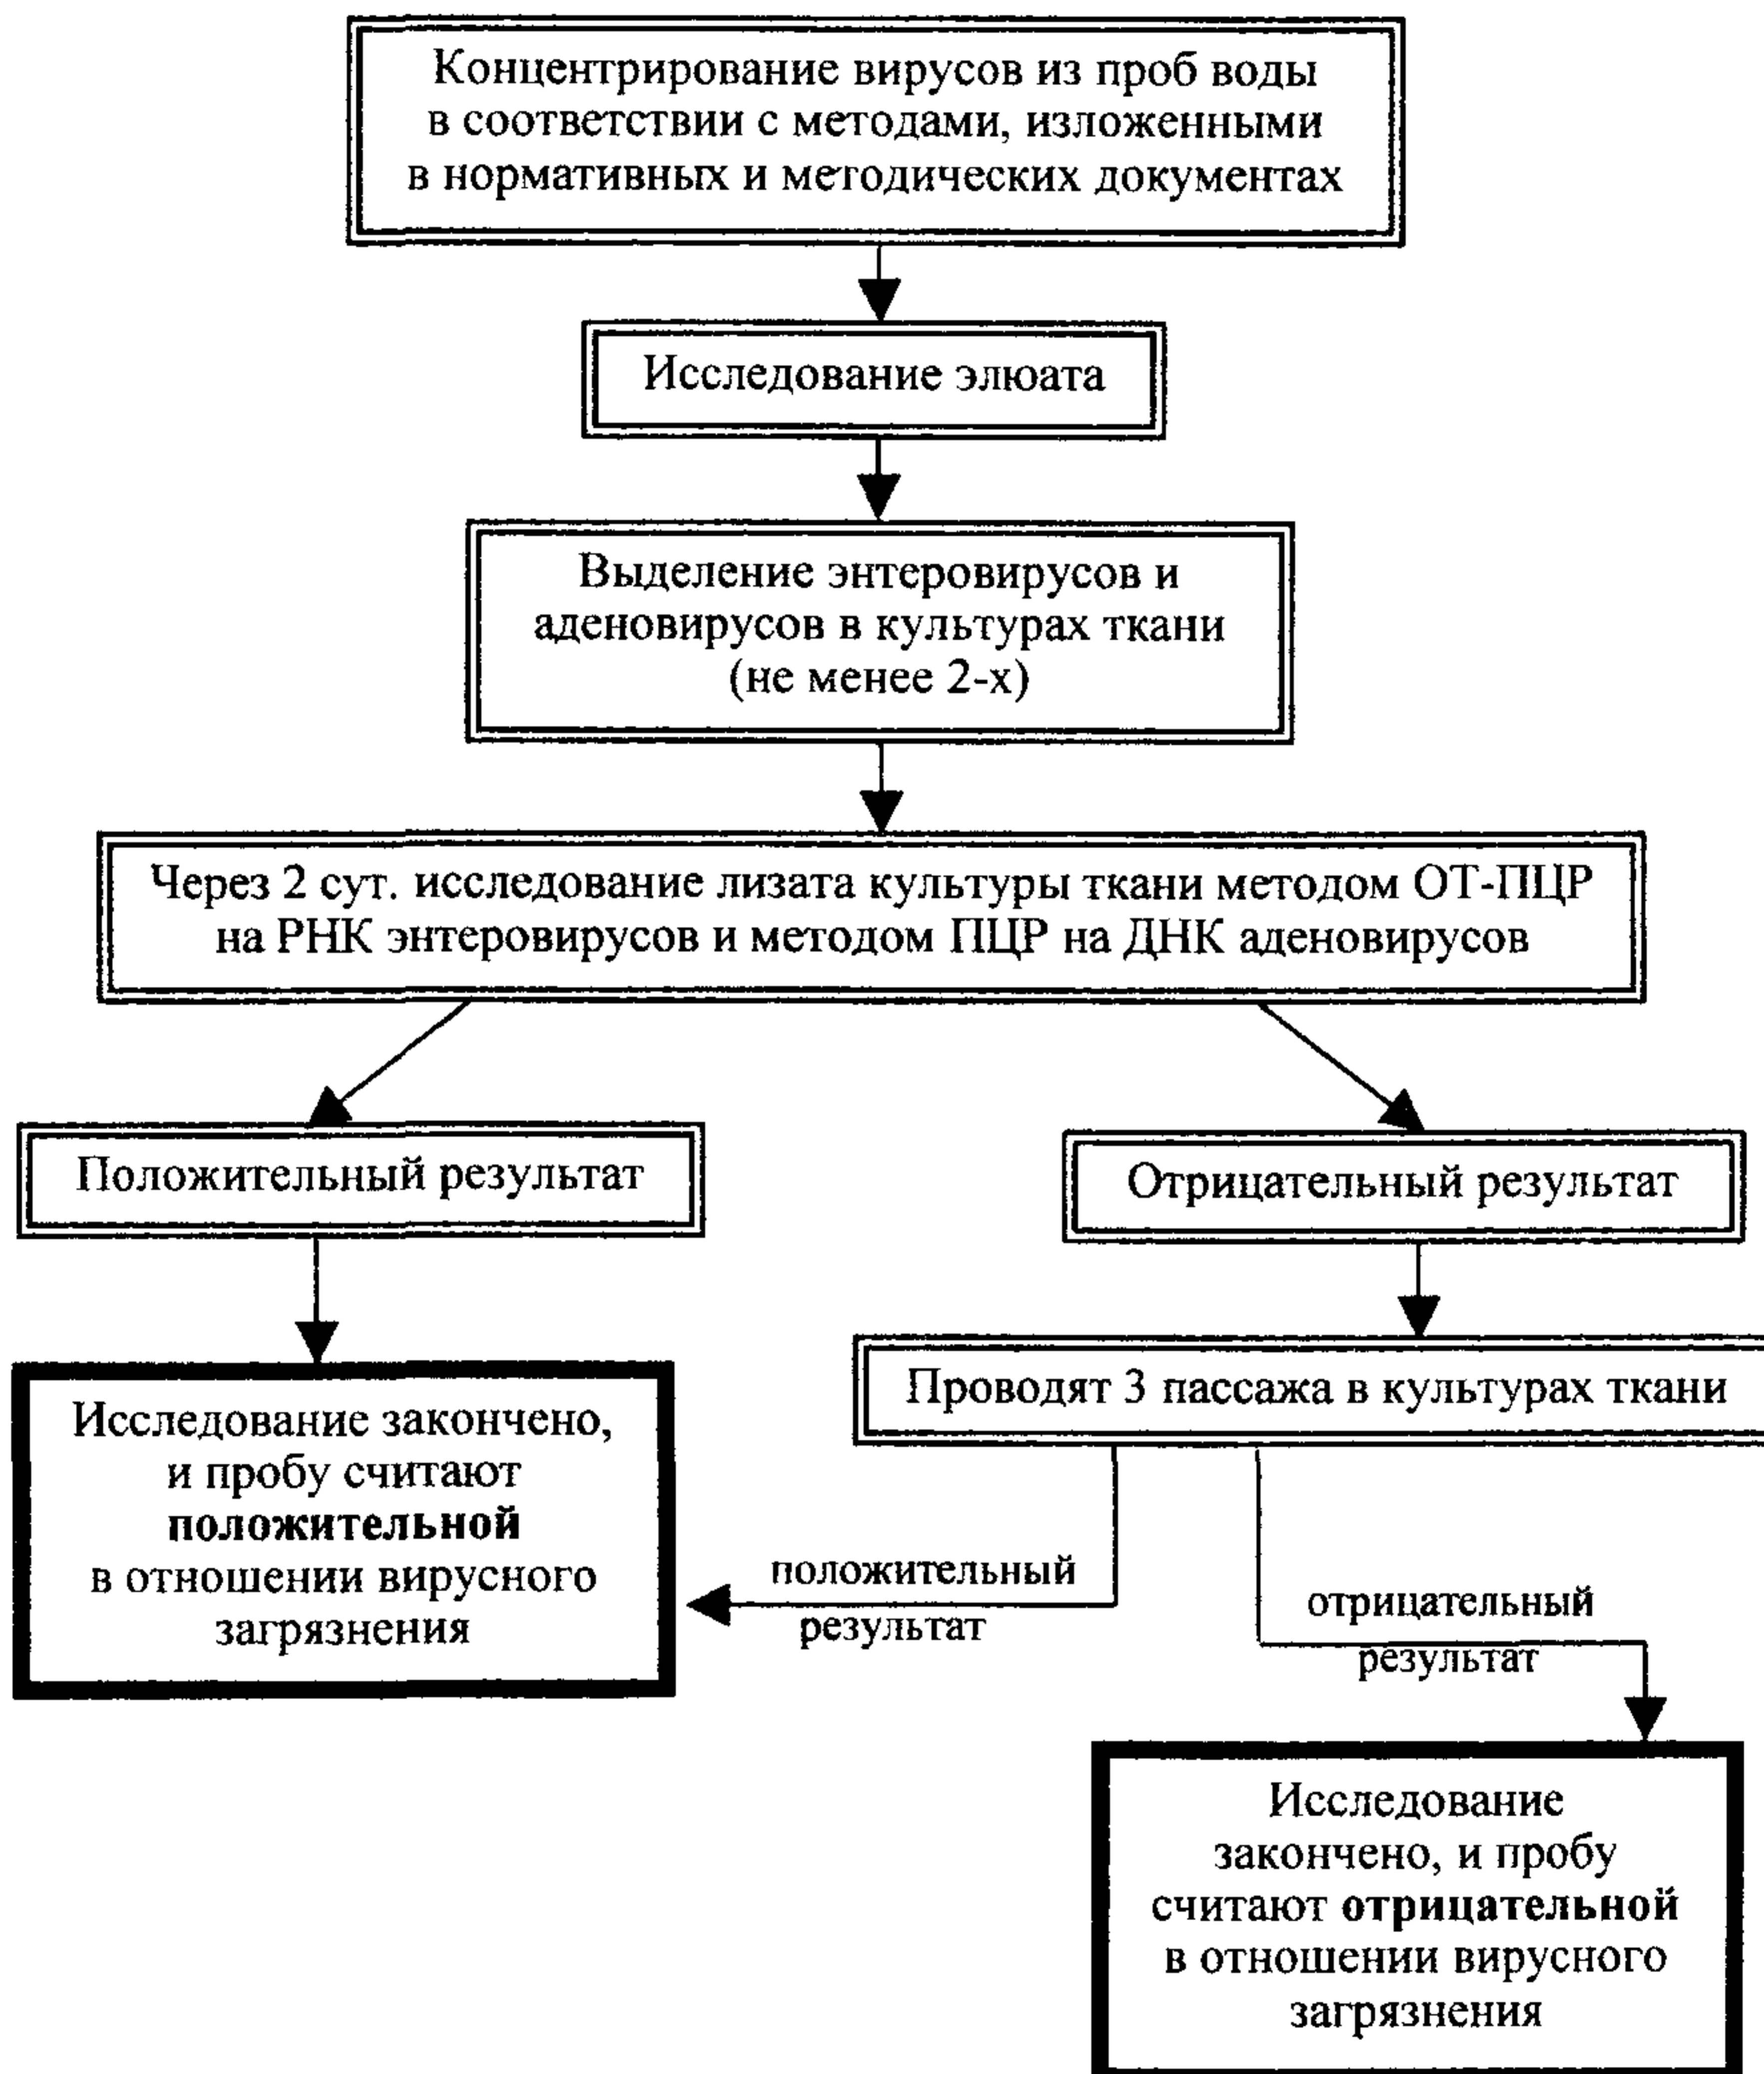 Концентрирование вирусов из проб воды
в соответствии с методами, изложенными
в нормативных и методических документах
Исследование элюата
Выделение энтеровирусов и
аденовирусов в культурах ткани
(не менее 2-х)
Через 2 сут. исследование лизата культуры ткани методом ОТ-ПЦР
на РНК энтеровирусов и методом ПЦР на ДНК аденовирусов
Положительный результат
Отрицательный результат
Проводят 3 пассажа в культурах ткани
Исследование закончено,
и пробу считают
положительной
в отношении вирусного
загрязнения
положительный
результат
отрицательный
результат
Исследование
закончено, и пробу
считают отрицательной
в отношении вирусного
загрязнения